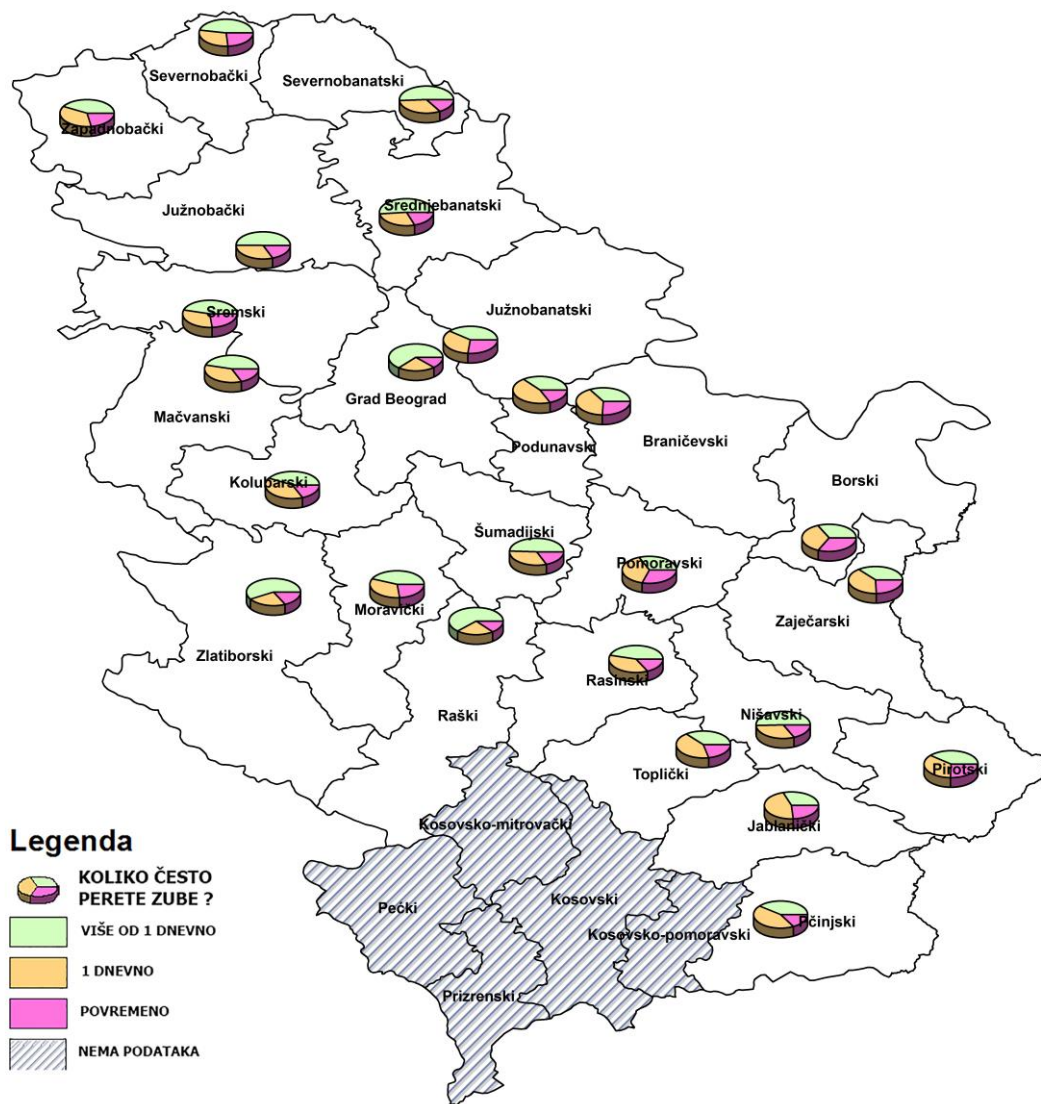 Severnobački
Severnobanatski
Zapadnobački
Južnobački
Srednjebanatski
Sremski
Južnobanatski
Grad Beograd
Mačvanski
Podunavski
Braničevski
Kolubarski
Borski
Šumadijski
Pomoravski
Moravički
Zaječarski
Zlatiborski
Rasinski
Raški
Nišavski
Toplički
Pirotski
Kosovsko-mitrovački
Jablanički
Pečki
Kosovski
Kosovsko-pomoravski
Pčinjski
Prizrenski
Legenda
KOLIKO ČESTO
PERETE ZUBE ?
VIŠE OD 1 DNEVNO
1 DNEVNO
POVREMENO
NEMA PODATAKA